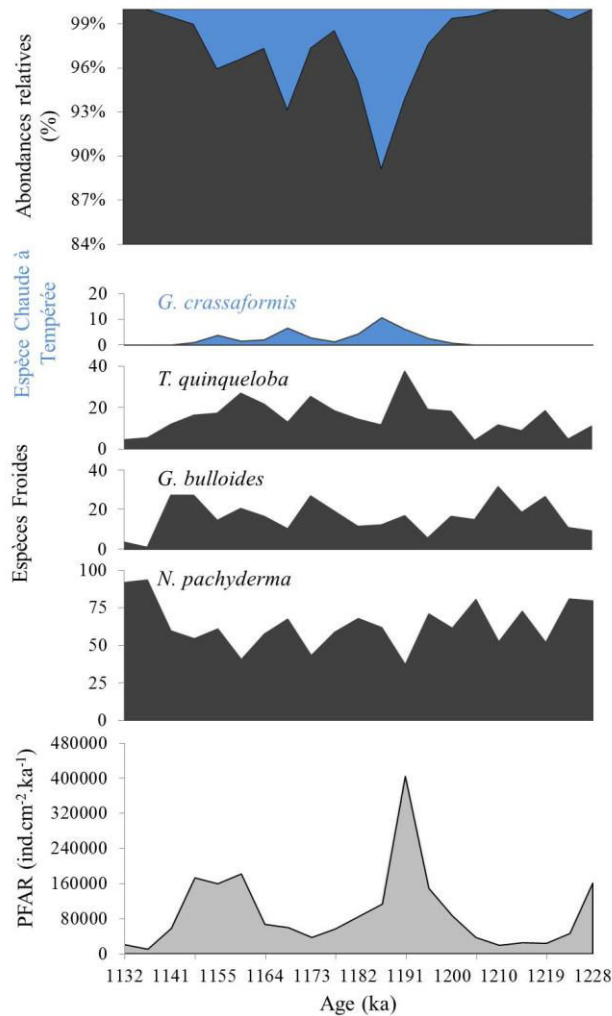 Abondances relatives
(%)
99%
96%
93%
90%
87%
84%
Espèce Chaude à
Tempérée
20
10
0
G. crassaformis
Espèces Froides
40
20
0
T. quinqueloba
40
20
0
G. bulloides
100
75
50
25
0
N. pachyderma
PFAR (ind.cm-2.ka-1)
480000
400000
320000
240000
160000
80000
0
1132 1141 1155 1164 1173 1182 1191 1200 1210 1219 1228
Age (ka)